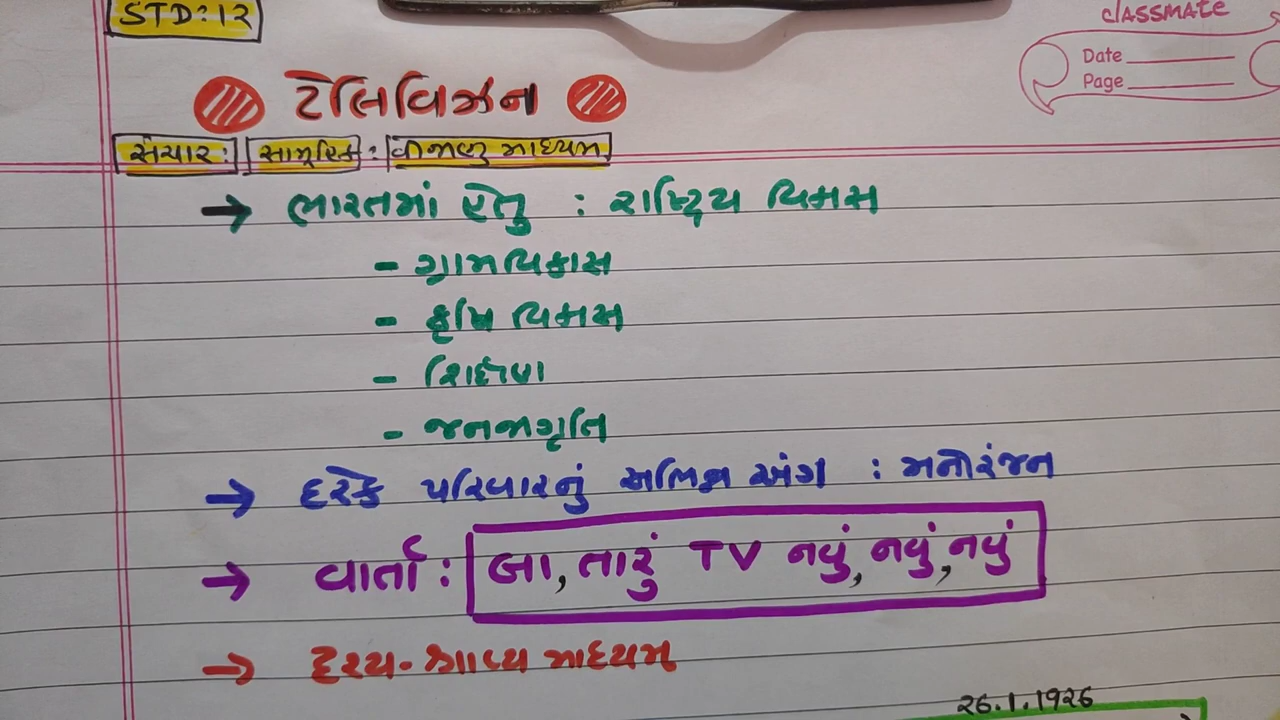 STD:12
classmate
Date
Page
ટેલિવિઝન
સંચાર: સામૂહિક: વીજાણુ માધ્યમ
→ ભારતમાં હેતુ : રાષ્ટ્રિય વિકાસ
- ગ્રામવિકાસ
- કૃષિ વિકાસ
- શિક્ષણ
- જનજાગૃતિ
→ દરેક પરિવારનું અભિન્ન અંગ : મનોરંજન
→ વાર્તા : બા, તારું TV નવું, નવું, નવું
→ દૃશ્ય-શ્રાવ્ય માધ્યમ
26.1.1926